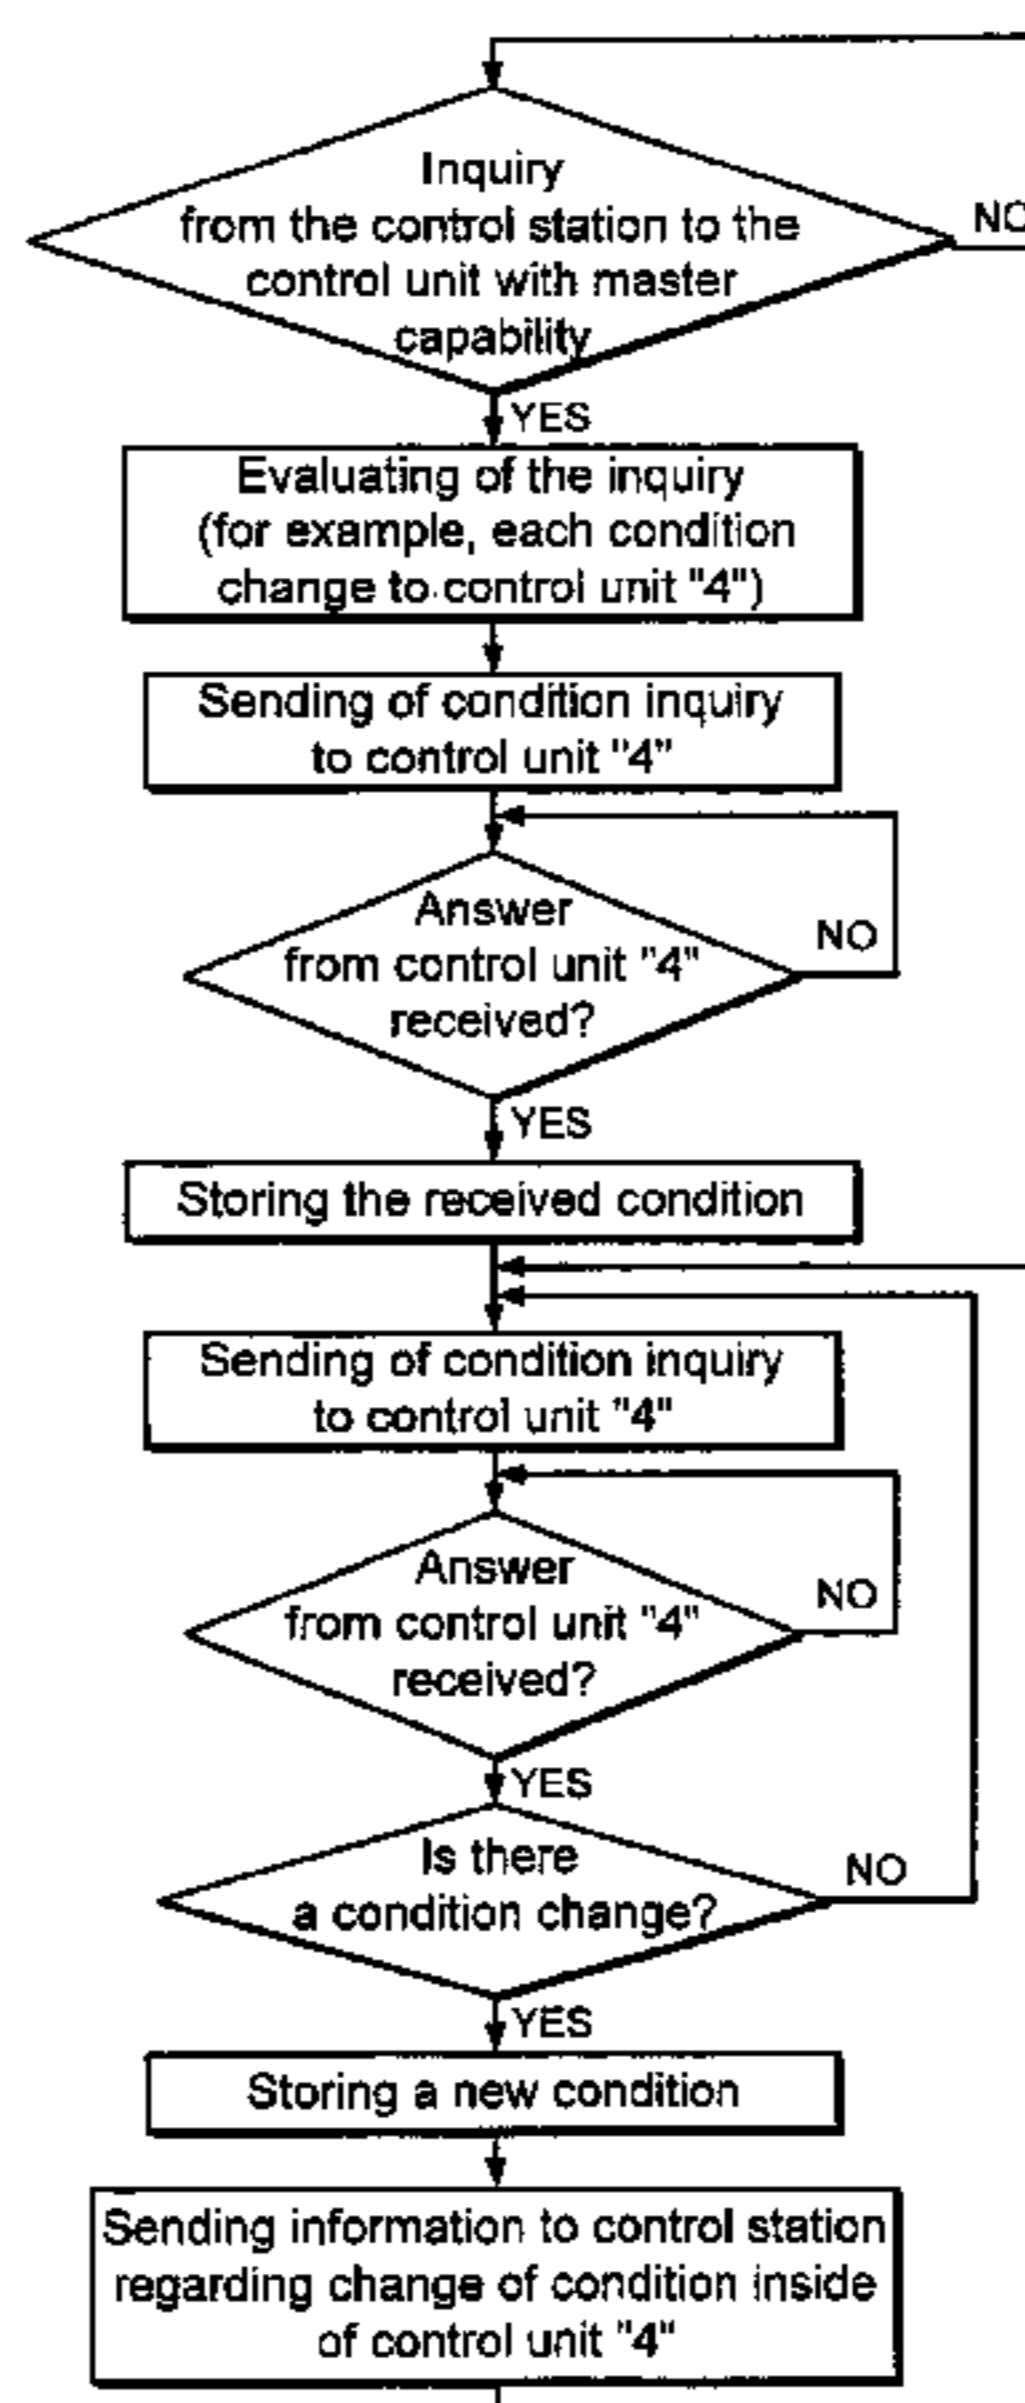 Inquiry
from the control station to the
control unit with master
capability
NO
YES
Evaluating of the inquiry
(for example, each condition
change to control unit "4")
Sending of condition inquiry
to control unit "4"
Answer
from control unit "4"
received?
NO
YES
Storing the received condition
Sending of condition inquiry
to control unit "4"
Answer
from control unit "4"
received?
NO
YES
Is there
a condition change?
NO
YES
Storing a new condition
Sending information to control station
regarding change of condition inside
of control unit "4"